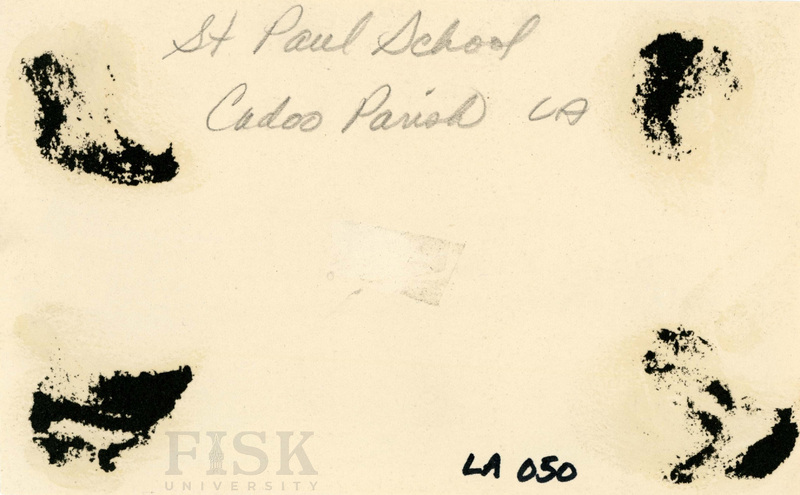 St Paul School
Cadoo Parish LA
LA 050
FISK
UNIVERSITY